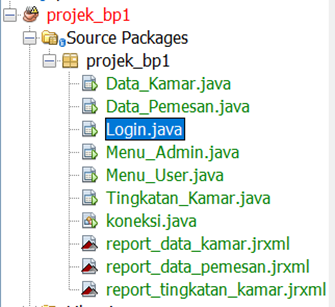 projek_bp1
Source Packages
projek_bp1
Data_Kamar.java
Data_Pemesan.java
Login.java
Menu_Admin.java
Menu_User.java
Tingkatan_Kamar.java
koneksi.java
report_data_kamar.jrxml
report_data_pemesan.jrxml
report_tingkatan_kamar.jrxml